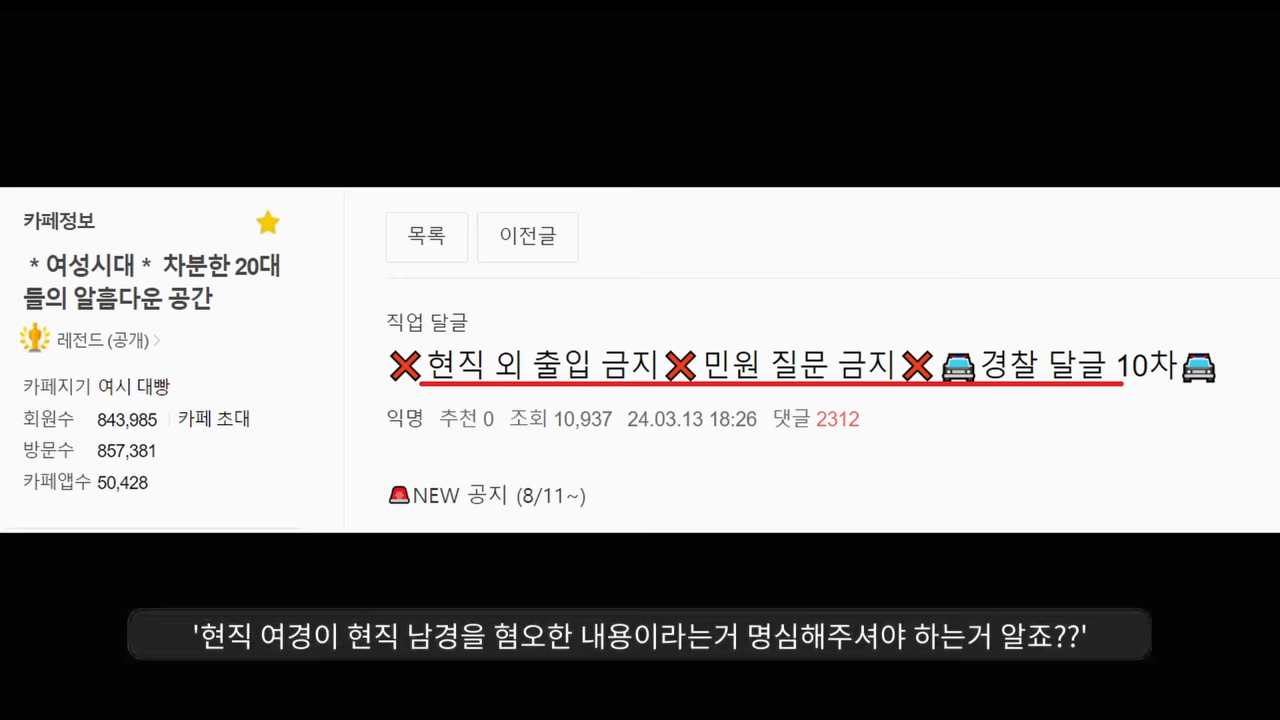 카페정보
* 여성시대 * 차분한 20대
들의 알흠다운 공간
레전드 (공개)
카페지기 여시 대빵
회원수 843,985 카페 초대
방문수 857,381
카페앱수 50,428
목록 이전글
직업 달글
❌현직 외 출입 금지❌민원 질문 금지❌🚔경찰 달글 10차🚔
익명 추천 0 조회 10,937 24.03.13 18:26 댓글 2312
🚨NEW 공지 (8/11~)
'현직 여경이 현직 남경을 혐오한 내용이라는거 명심해주셔야 하는거 알죠??'